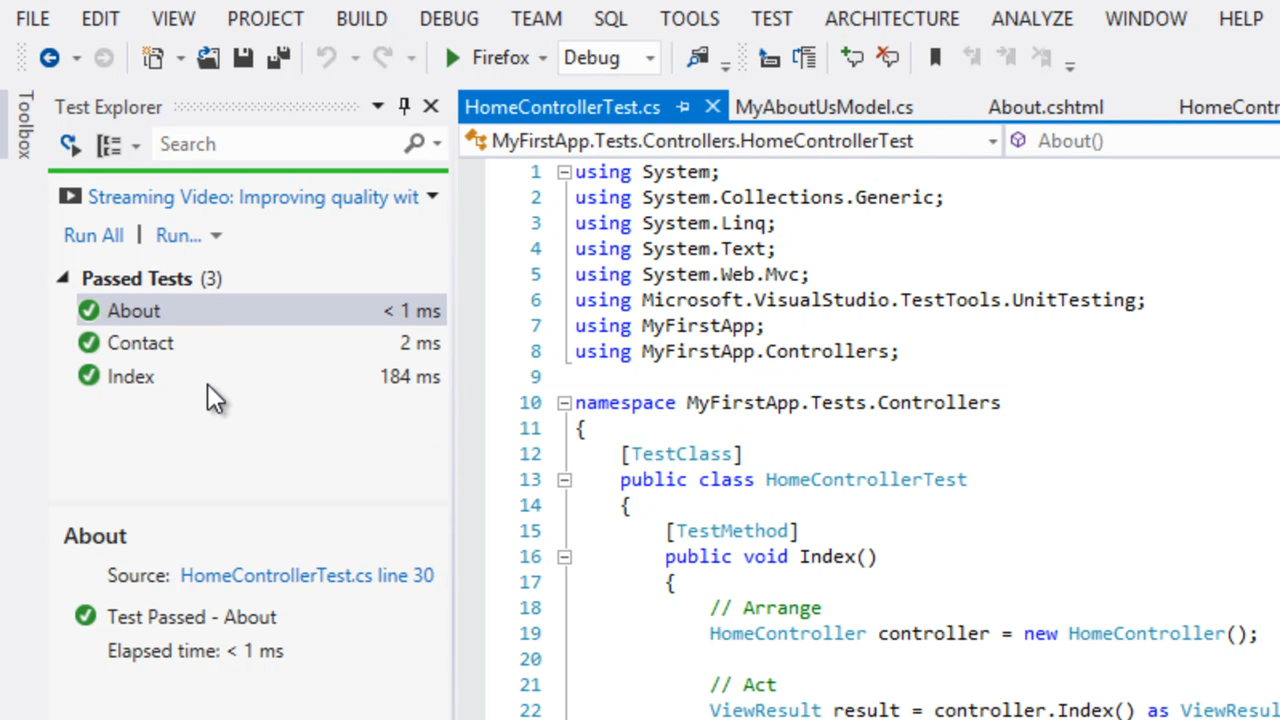 FILE EDIT VIEW PROJECT BUILD DEBUG TEAM SQL TOOLS TEST ARCHITECTURE ANALYZE WINDOW HELP
Firefox Debug
Toolbox
Test Explorer
Search
Streaming Video: Improving quality wit
Run All | Run...
Passed Tests (3)
About < 1 ms
Contact 2 ms
Index 184 ms
About
Source: HomeControllerTest.cs line 30
Test Passed - About
Elapsed time: < 1 ms
HomeControllerTest.cs MyAboutUsModel.cs About.cshtml HomeContr
MyFirstApp.Tests.Controllers.HomeControllerTest About()
1 using System;
2 using System.Collections.Generic;
3 using System.Linq;
4 using System.Text;
5 using System.Web.Mvc;
6 using Microsoft.VisualStudio.TestTools.UnitTesting;
7 using MyFirstApp;
8 using MyFirstApp.Controllers;
9
10 namespace MyFirstApp.Tests.Controllers
11 {
12 [TestClass]
13 public class HomeControllerTest
14 {
15 [TestMethod]
16 public void Index()
17 {
18 // Arrange
19 HomeController controller = new HomeController();
20
21 // Act
22 ViewResult result = controller.Index() as ViewResul